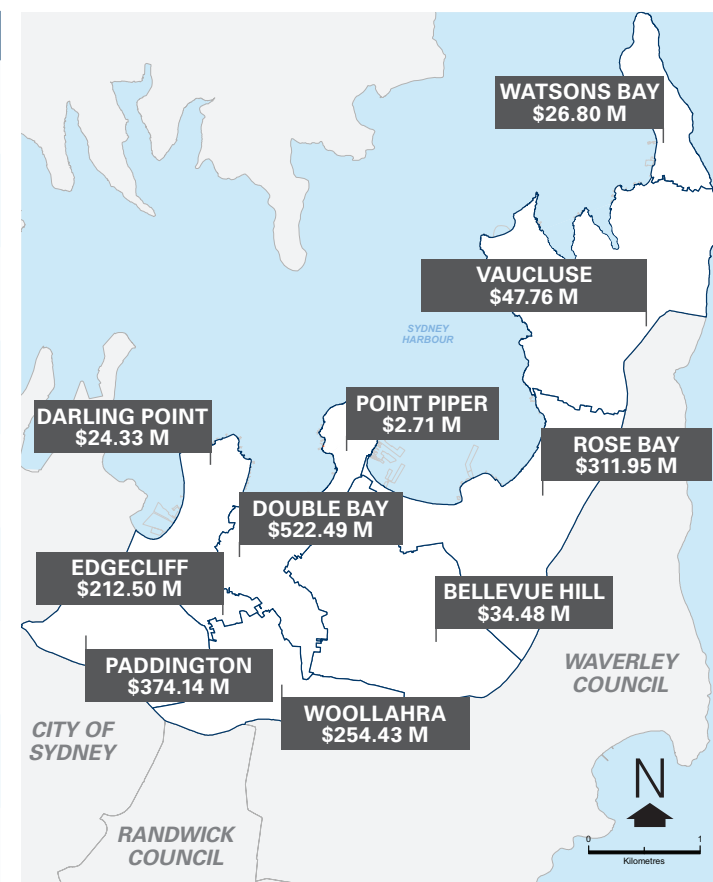 WATSONS BAY
$26.80 M
VAUCLUSE
$47.76 M
SYDNEY
HARBOUR
POINT PIPER
$2.71 M
DARLING POINT
$24.33 M
ROSE BAY
$311.95 M
DOUBLE BAY
$522.49 M
EDGECLIFF
$212.50 M
BELLEVUE HILL
$34.48 M
PADDINGTON
$374.14 M
WAVERLEY
COUNCIL
WOOLLAHRA
$254.43 M
CITY OF
SYDNEY
RANDWICK
COUNCIL
N
0 1
Kilometres